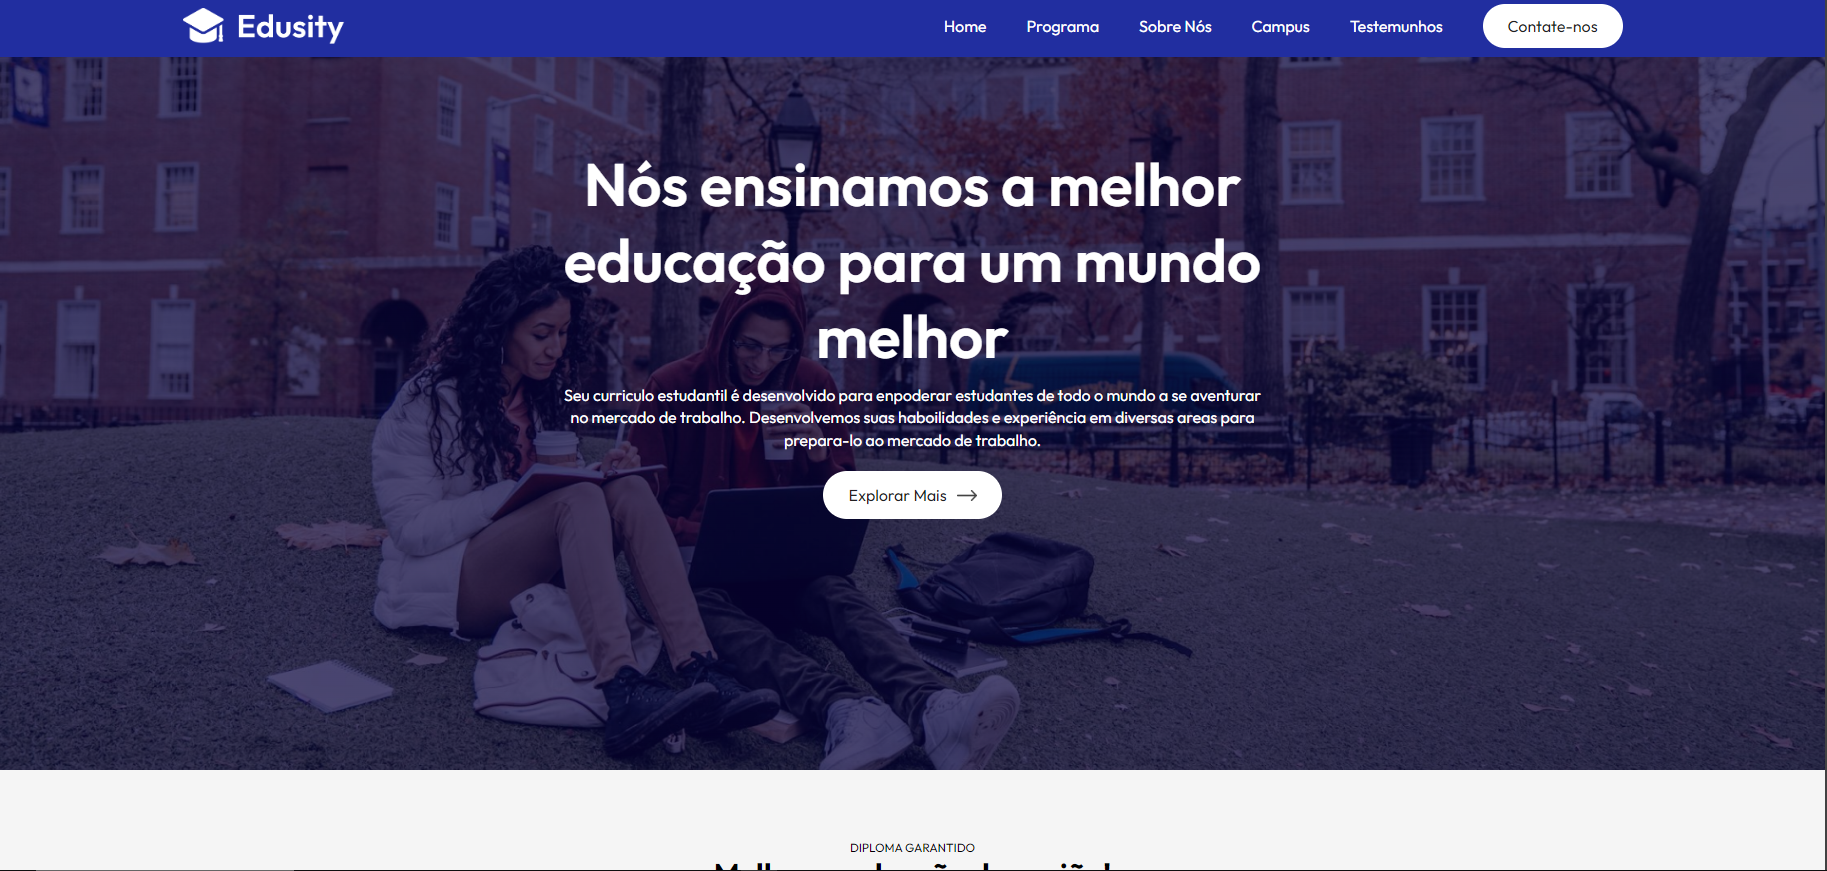 Edusity
Home Programa Sobre Nós Campus Testemunhos Contate-nos
Nós ensinamos a melhor
educação para um mundo
melhor
Seu curriculo estudantil é desenvolvido para enpoderar estudantes de todo o mundo a se aventurar
no mercado de trabalho. Desenvolvemos suas haboilidades e experiência em diversas areas para
prepara-lo ao mercado de trabalho.
Explorar Mais
DIPLOMA GARANTIDO